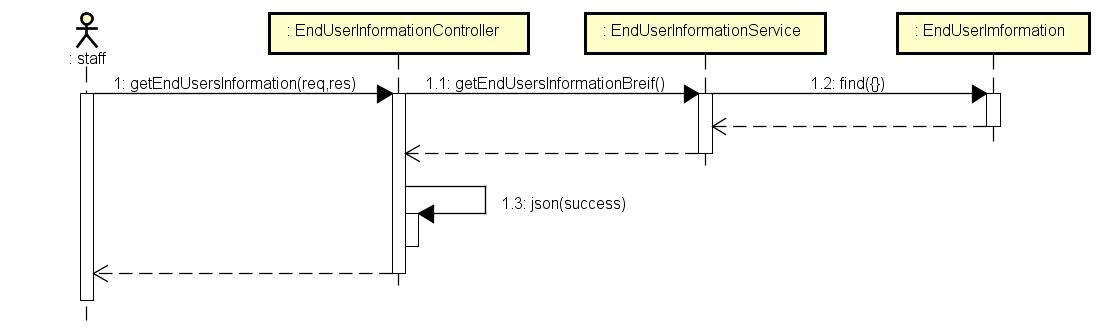 : EndUserInformationController
: EndUserInformationService
: EndUserImformation
: staff
1: getEndUsersInformation(req,res)
1.1: getEndUsersInformationBreif()
1.2: find({})
1.3: json(success)